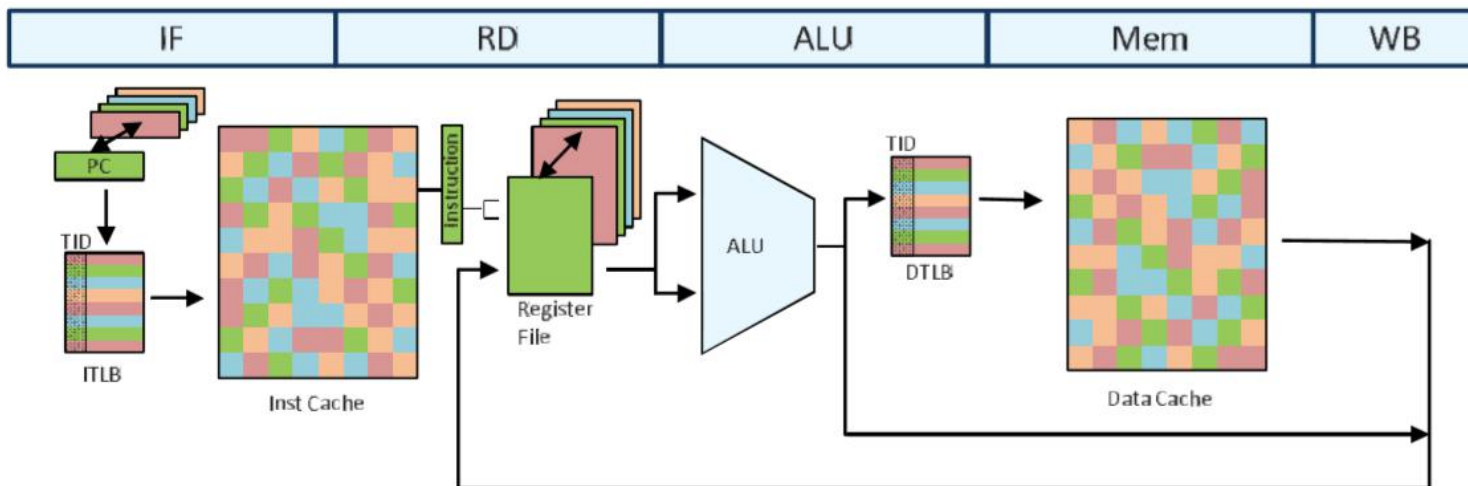 IF RD ALU Mem WB
PC
Instruction
TID
ITLB
Inst Cache
Register
File
ALU
TID
DTLB
Data Cache